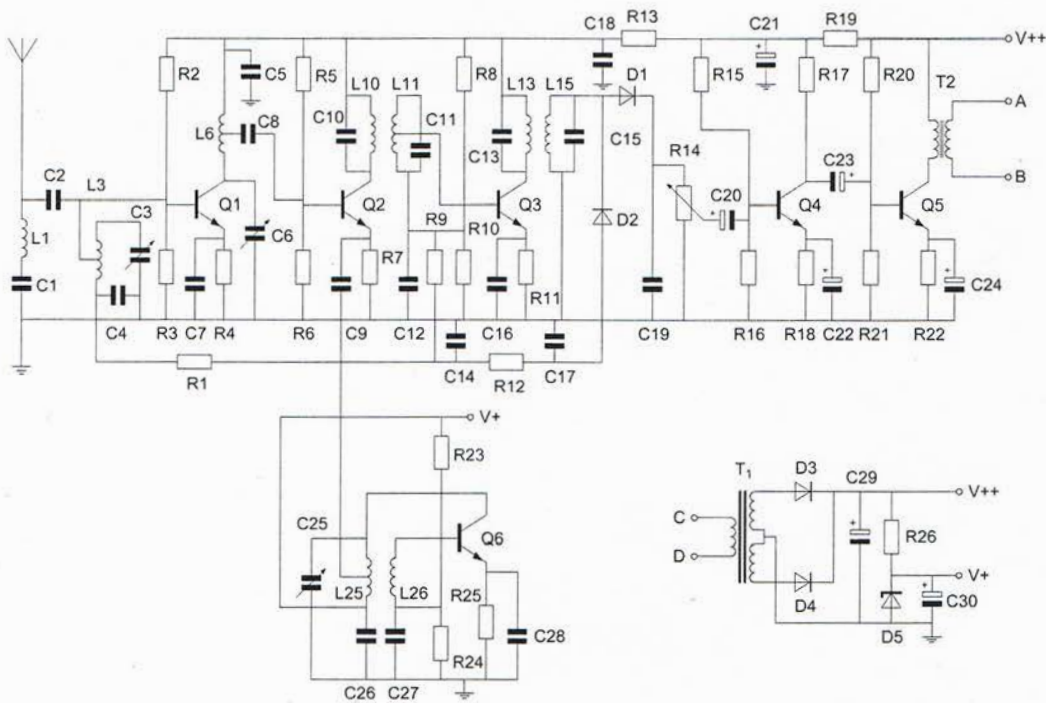 C18 R13 C21 R19
V++
R2 C5 R5 L10 L11 R8 L13 L15 D1 R15 R17 R20 T2
A
L6 C8 C10 C11 C13 C15 R14
B
C2 L3 C3 Q1 C6 Q2 R9 R10 Q3 D2 C20 C23 Q4 Q5
L1 C1 R7 R11 C24
C4 R3 C7 R4 R6 C9 C12 C16 C19 R16 R18 C22 R21 R22
R1 C14 R12 C17
V+
R23
C25 Q6
L25 L26 R25
R24 C28
C26 C27
T1 D3 C29
V++
C
R26
D
V+
D4 C30
D5